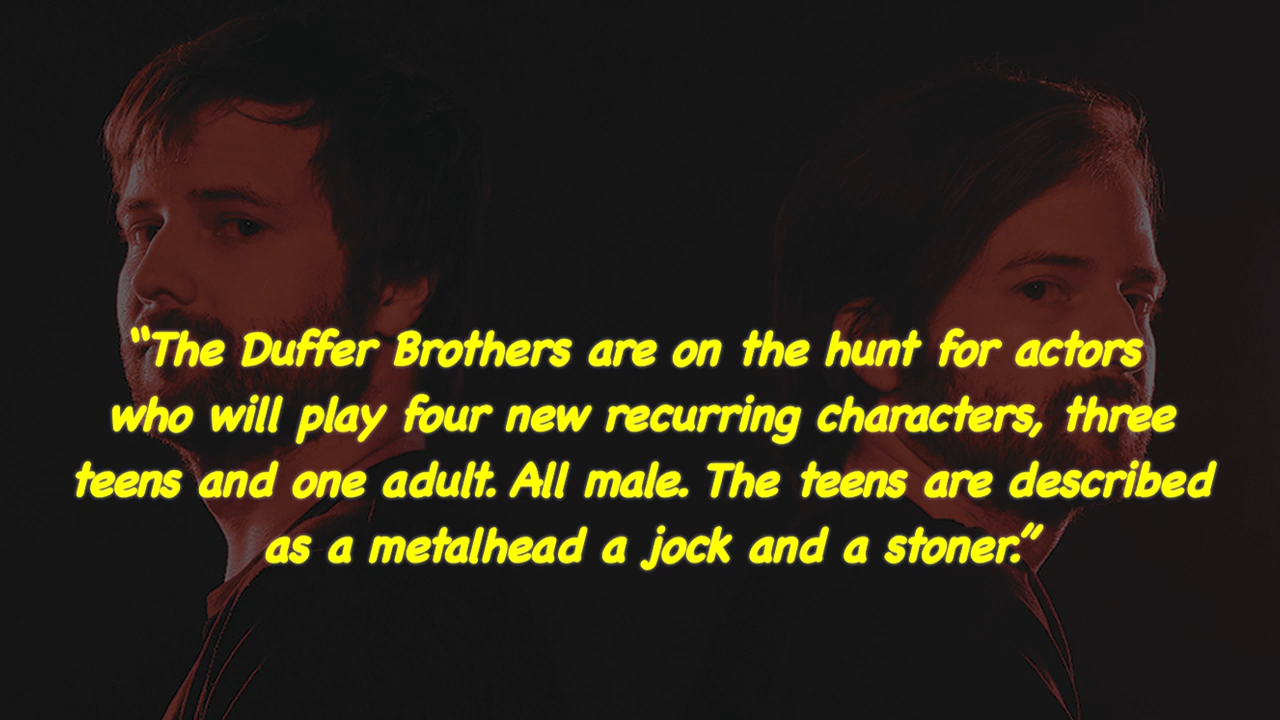 “The Duffer Brothers are on the hunt for actors
who will play four new recurring characters, three
teens and one adult. All male. The teens are described
as a metalhead a jock and a stoner.”